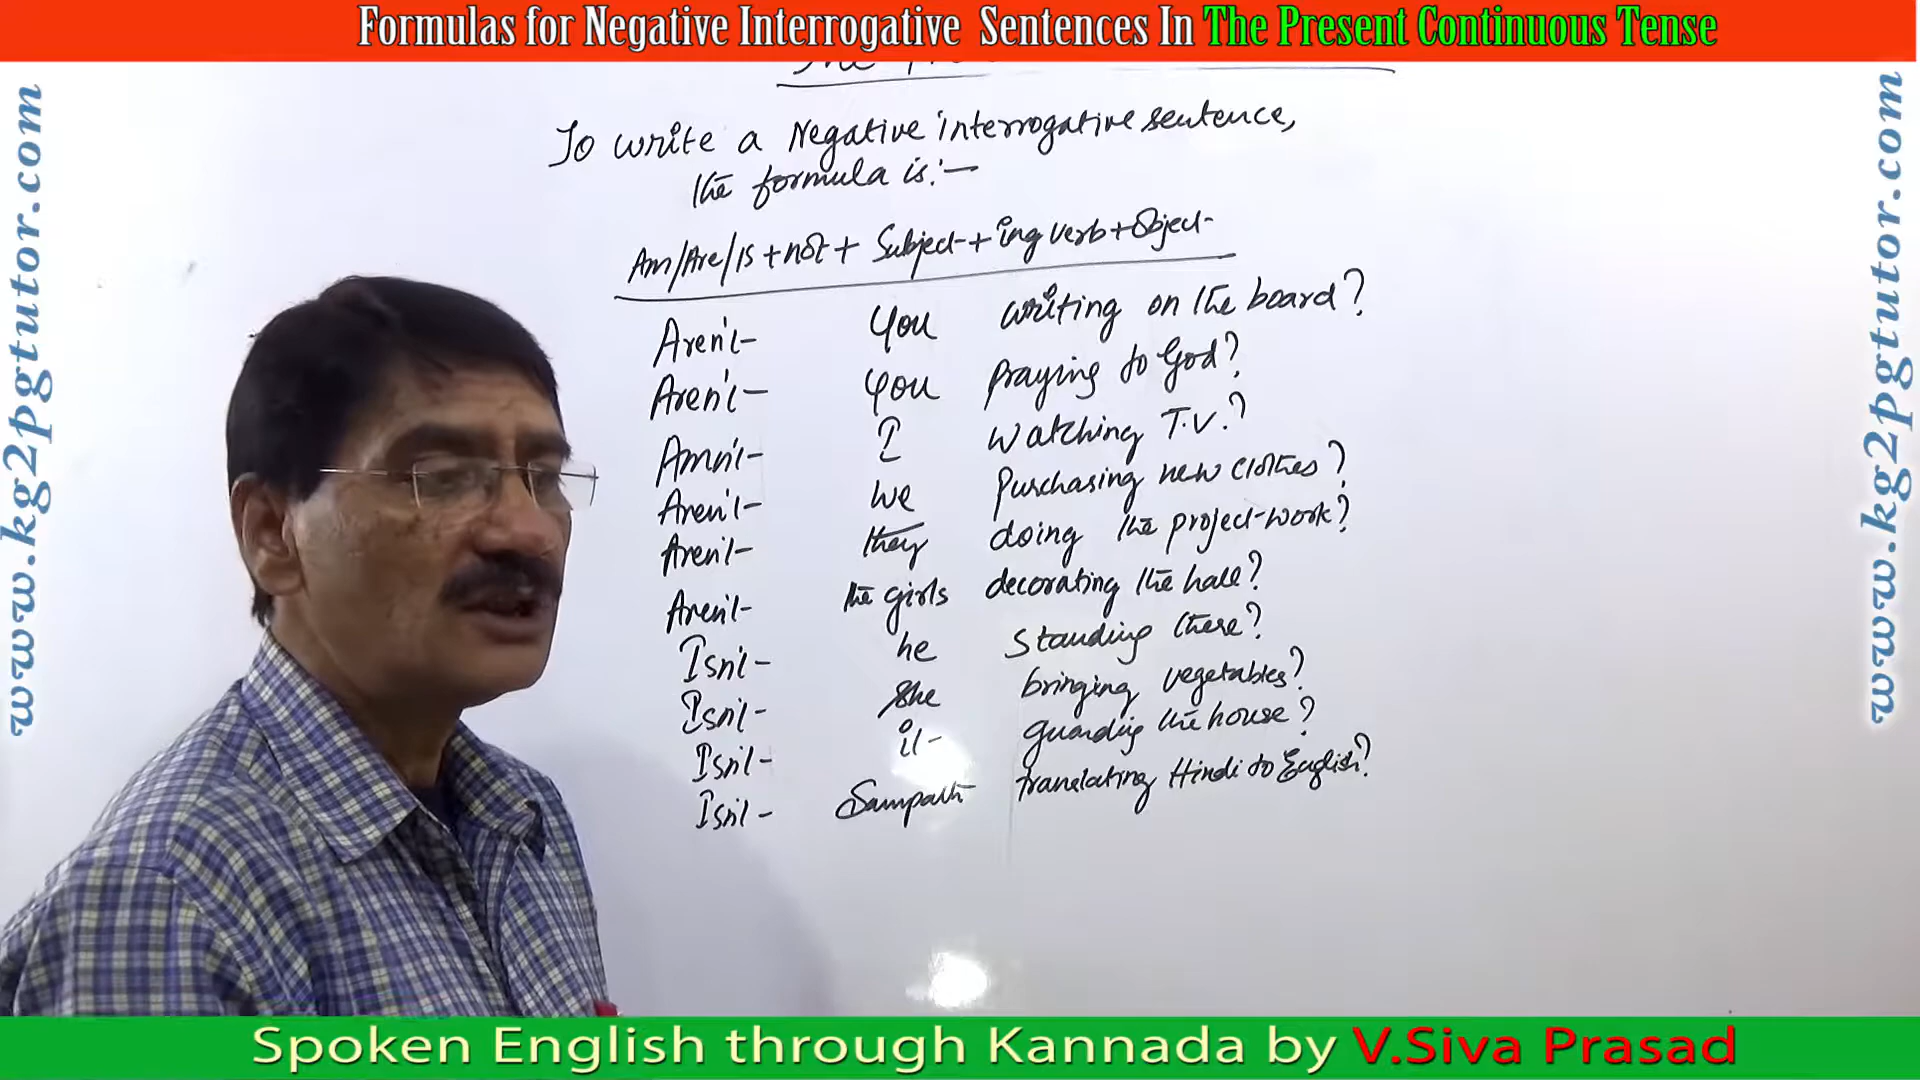 Formulas for Negative Interrogative Sentences In The Present Continuous Tense
www.kg2pgtutor.com
www.kg2pgtutor.com
To write a Negative interrogative sentence,
the formula is:-
Am/Are/Is + not + Subject + ing verb + Object
Aren't you writing on the board?
Aren't you praying to God?
Amn't I watching T.V.?
Aren't we purchasing new clothes?
Aren't they doing the project work?
Aren't the girls decorating the hall?
Isn't he standing there?
Isn't she bringing vegetables?
Isn't it guarding the house?
Isn't Sampath translating Hindi to English?
Spoken English through Kannada by V.Siva Prasad